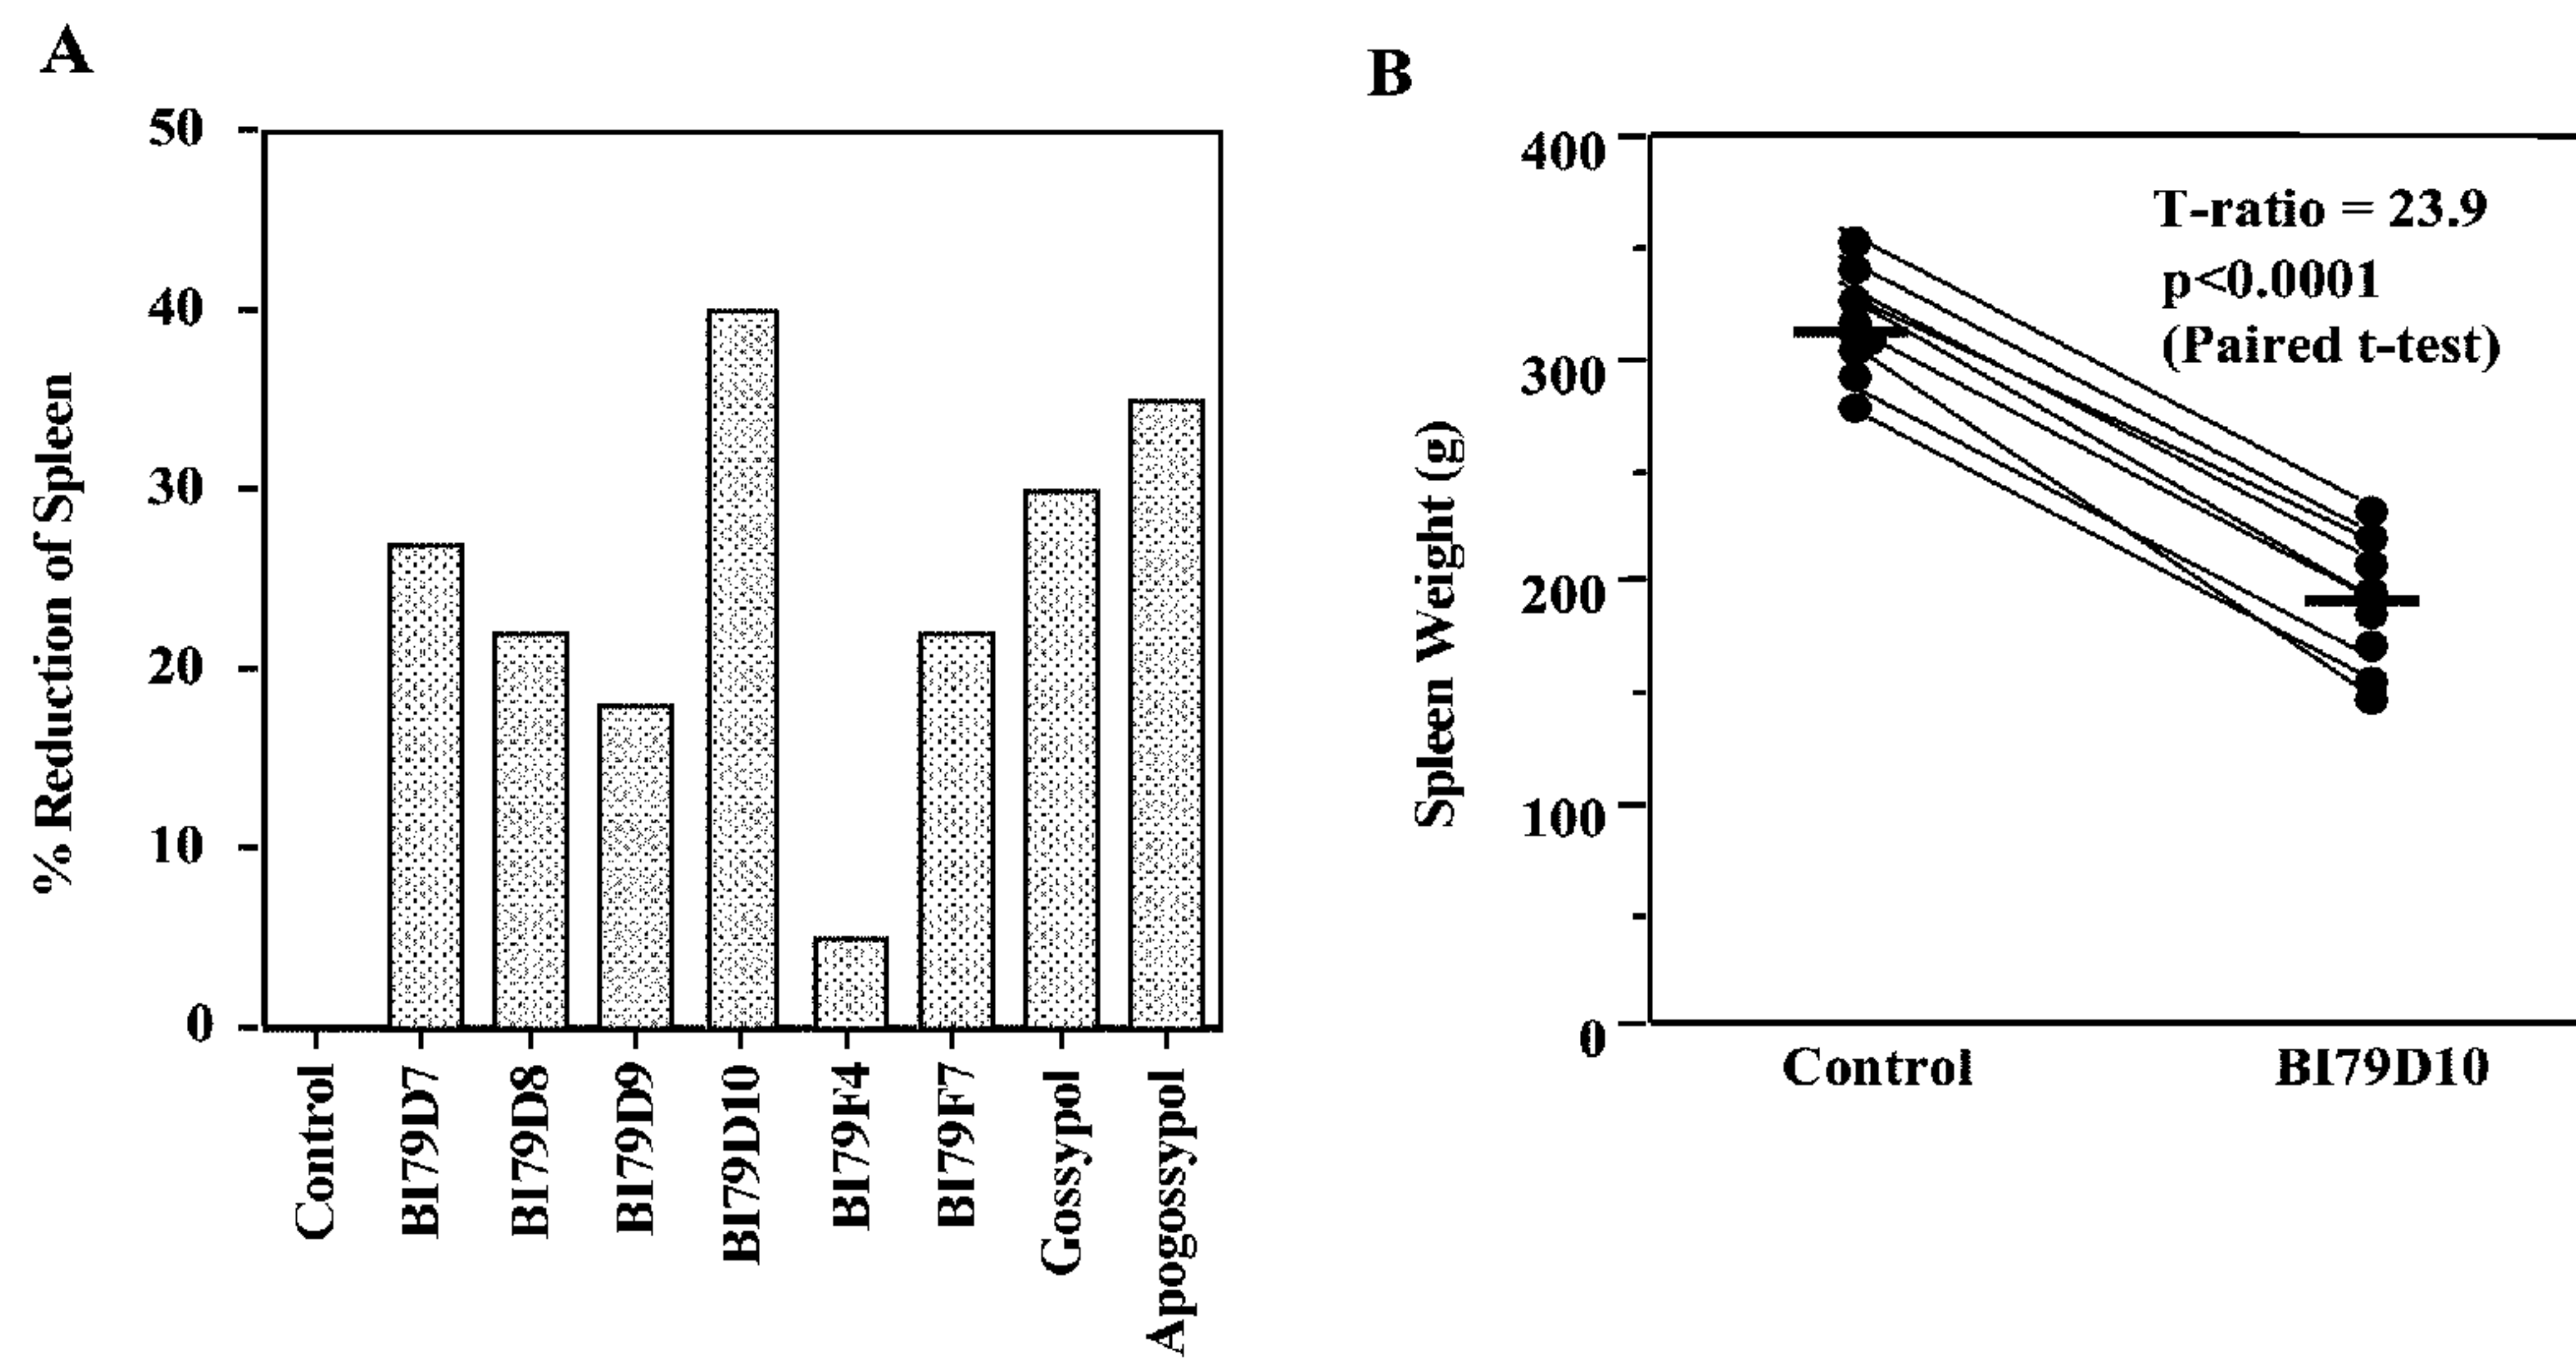 A
% Reduction of Spleen
50
40
30
20
10
0
Control
BI79D7
BI79D8
BI79D9
BI79D10
BI79F4
BI79F7
Gossypol
Apogossypol
B
Spleen Weight (g)
400
300
200
100
0
T-ratio = 23.9
p<0.0001
(Paired t-test)
Control
BI79D10